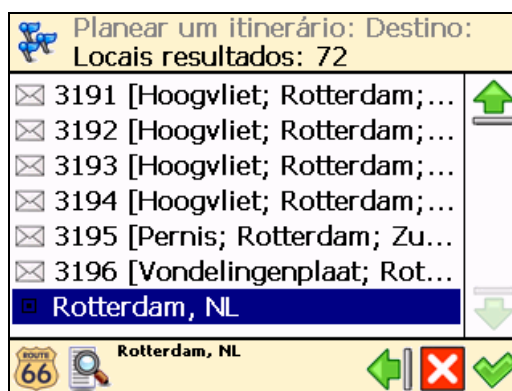 Planear um itinerário: Destino:
Locais resultados: 72
3191 [Hoogvliet; Rotterdam;...
3192 [Hoogvliet; Rotterdam;...
3193 [Hoogvliet; Rotterdam;...
3194 [Hoogvliet; Rotterdam;...
3195 [Pernis; Rotterdam; Zu...
3196 [Vondelingenplaat; Rot...
Rotterdam, NL
ROUTE
66
Rotterdam, NL